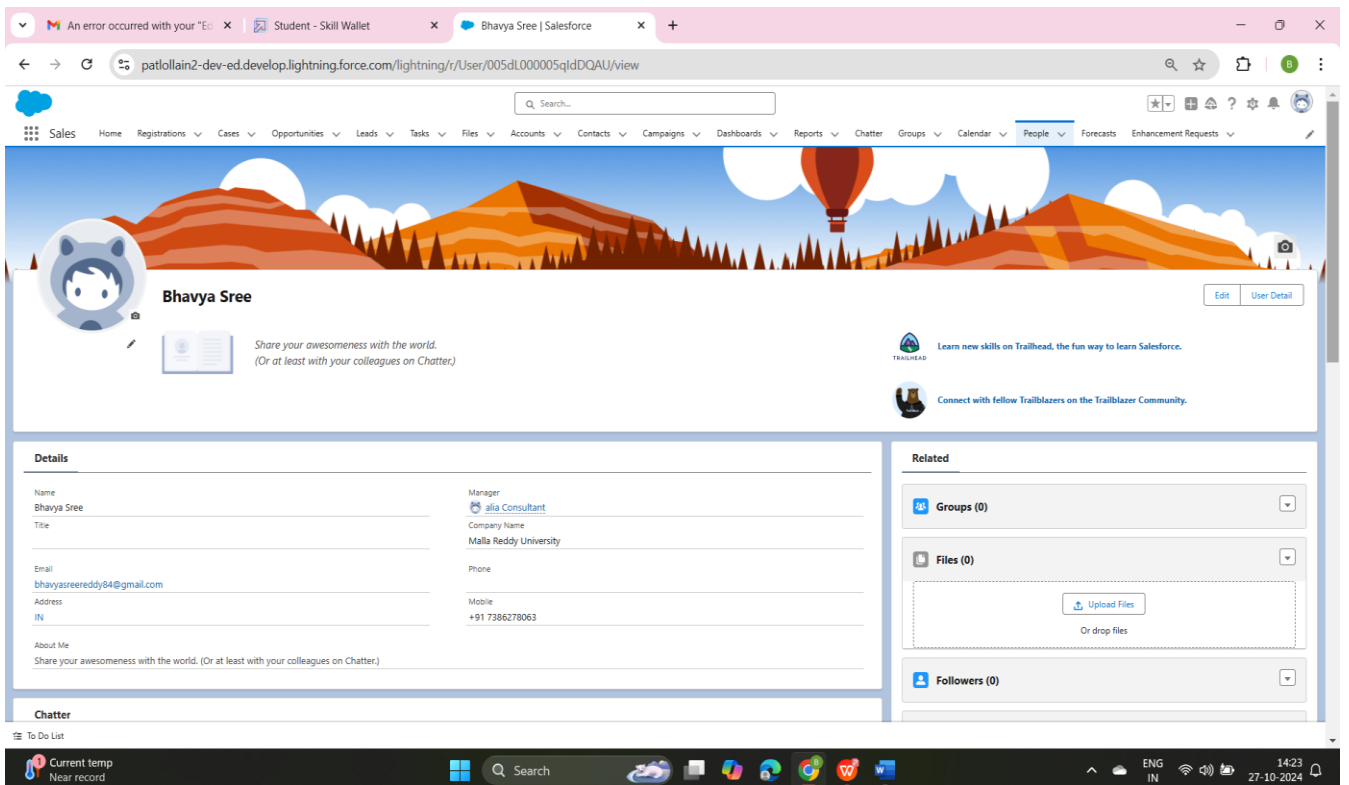 An error occurred with your "Ed
Student - Skill Wallet
Bhavya Sree | Salesforce
patlollain2-dev-ed.develop.lightning.force.com/lightning/r/User/005dL000005qIdDQAU/view
B
Search...
Sales Home Registrations Cases Opportunities Leads Tasks Files Accounts Contacts Campaigns Dashboards Reports Chatter Groups Calendar People Forecasts Enhancement Requests
Bhavya Sree
Edit User Detail
Share your awesomeness with the world.
(Or at least with your colleagues on Chatter.)
TRAILHEAD
Learn new skills on Trailhead, the fun way to learn Salesforce.
Connect with fellow Trailblazers on the Trailblazer Community.
Details
Name
Bhavya Sree
Manager
alia Consultant
Title
Company Name
Malla Reddy University
Email
bhavyasreereddy84@gmail.com
Phone
Address
IN
Mobile
+91 7386278063
About Me
Share your awesomeness with the world. (Or at least with your colleagues on Chatter.)
Related
Groups (0)
Files (0)
Upload Files
Or drop files
Followers (0)
Chatter
To Do List
1
Current temp
Near record
Search
ENG
IN
14:23
27-10-2024